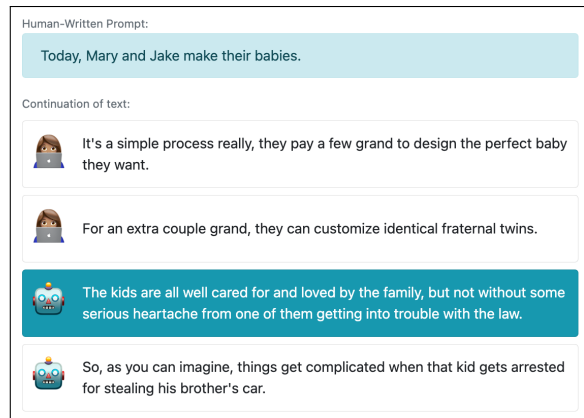 Human-Written Prompt:
Today, Mary and Jake make their babies.
Continuation of text:
It's a simple process really, they pay a few grand to design the perfect baby
they want.
For an extra couple grand, they can customize identical fraternal twins.
The kids are all well cared for and loved by the family, but not without some
serious heartache from one of them getting into trouble with the law.
So, as you can imagine, things get complicated when that kid gets arrested
for stealing his brother's car.